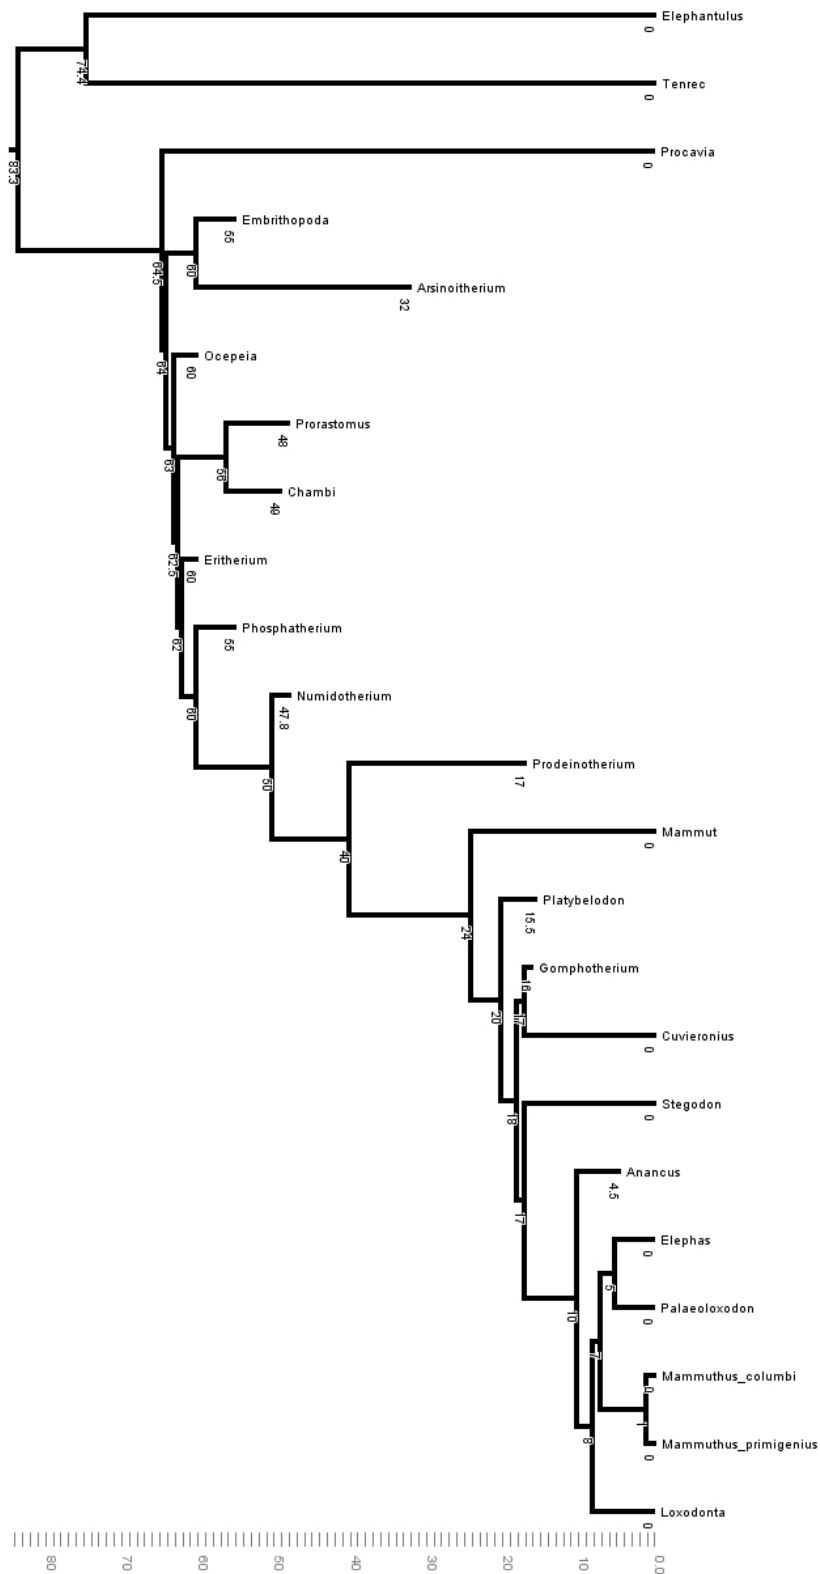 Elephantulus
0
74.4
Tenrec
0
Procavia
0
83.3
Embrithopoda
55
60
64.5
Arsinoitherium
32
Ocepeia
60
64
Prorastomus
48
63
56
Chambi
49
Eritherium
60
62.5
Phosphatherium
55
62
Numidotherium
47.8
60
Prodeinotherium
17
50
Mammut
0
40
Platybelodon
15.5
24
Gomphotherium
16
17
20
Cuvieronius
0
Stegodon
0
18
Anancus
4.5
17
Elephas
0
5
Palaeoloxodon
0
10
7
Mammuthus_columbi
0
1
Mammuthus_primigenius
0
8
Loxodonta
0
80 70 60 50 40 30 20 10 0.0